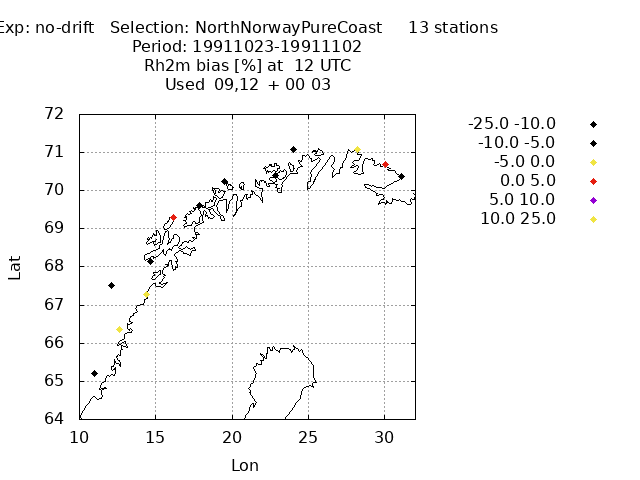 Exp: no-drift Selection: NorthNorwayPureCoast 13 stations
Period: 19911023-19911102
Rh2m bias [%] at 12 UTC
Used 09,12 + 00 03
72
71
70
69
68
67
66
65
64
10 15 20 25 30
Lat
Lon
-25.0 -10.0
-10.0 -5.0
-5.0 0.0
0.0 5.0
5.0 10.0
10.0 25.0